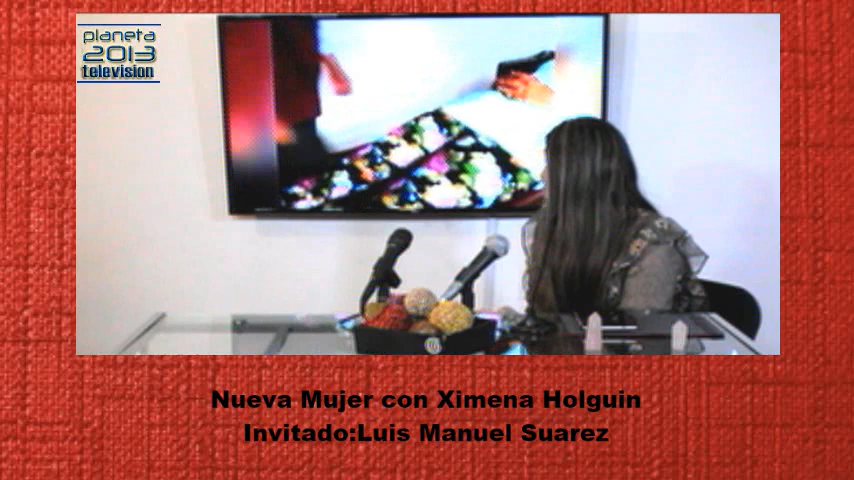 planeta
2013
television
Nueva Mujer con Ximena Holguin
Invitado:Luis Manuel Suarez